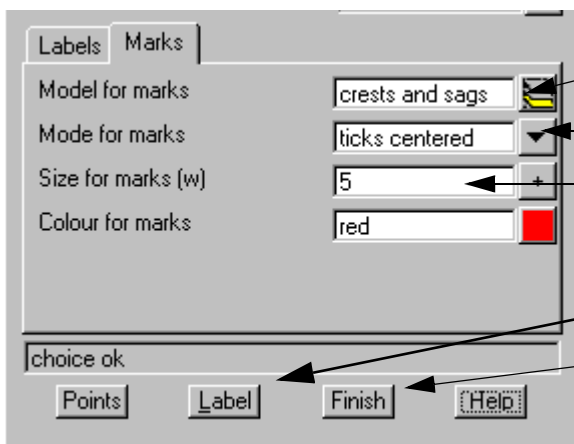 Labels Marks
Model for marks crests and sags
Mode for marks ticks centered
Size for marks (w) 5 +
Colour for marks red
choice ok
Points Label Finish Help